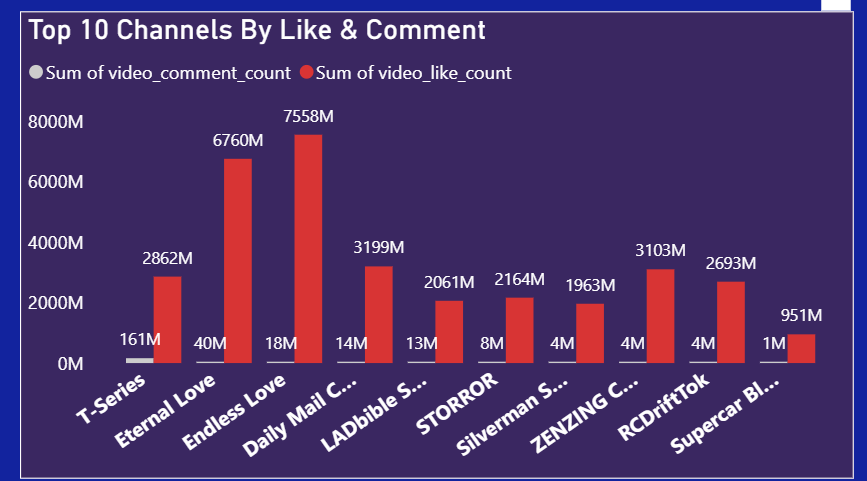 Top 10 Channels By Like & Comment
Sum of video_comment_count Sum of video_like_count
8000M
6000M
4000M
2000M
0M
161M
2862M
40M
6760M
18M
7558M
14M
3199M
13M
2061M
8M
2164M
4M
1963M
4M
3103M
4M
2693M
1M
951M
T-Series
Eternal Love
Endless Love
Daily Mail C...
LADbible S...
STORROR
Silverman S...
ZENZING C...
RCDriftTok
Supercar Bl...